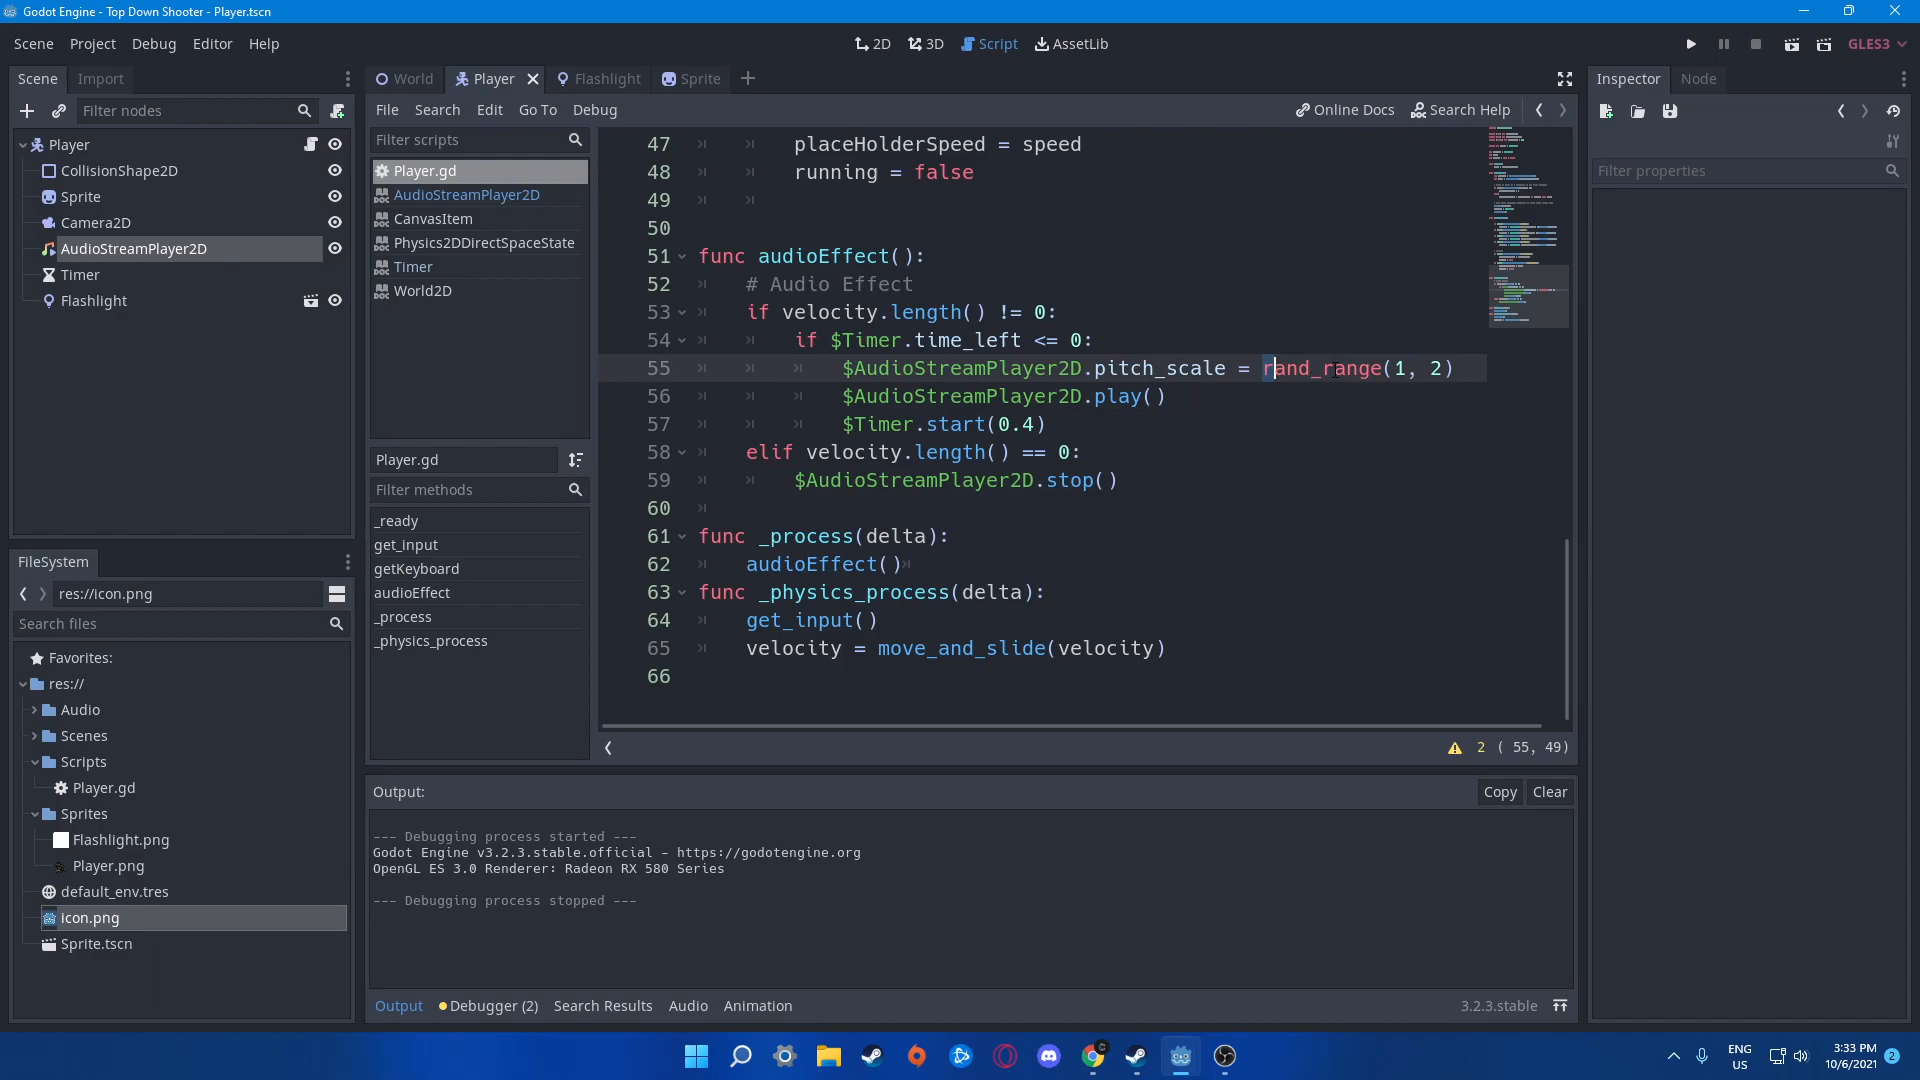 Godot Engine - Top Down Shooter - Player.tscn
Scene Project Debug Editor Help
2D 3D Script AssetLib
GLES3
Scene Import
Filter nodes
Player
CollisionShape2D
Sprite
Camera2D
AudioStreamPlayer2D
Timer
Flashlight
FileSystem
res://icon.png
Search files
Favorites:
res://
Audio
Scenes
Scripts
Player.gd
Sprites
Flashlight.png
Player.png
default_env.tres
icon.png
Sprite.tscn
World Player Flashlight Sprite
File Search Edit Go To Debug
Online Docs Search Help
Filter scripts
Player.gd
AudioStreamPlayer2D
CanvasItem
Physics2DDirectSpaceState
Timer
World2D
Player.gd
Filter methods
_ready
get_input
getKeyboard
audioEffect
_process
_physics_process
47 placeHolderSpeed = speed
48 running = false
49
50
51 func audioEffect():
52 # Audio Effect
53 if velocity.length() != 0:
54 if $Timer.time_left <= 0:
55 $AudioStreamPlayer2D.pitch_scale = rand_range(1, 2)
56 $AudioStreamPlayer2D.play()
57 $Timer.start(0.4)
58 elif velocity.length() == 0:
59 $AudioStreamPlayer2D.stop()
60
61 func _process(delta):
62 audioEffect()
63 func _physics_process(delta):
64 get_input()
65 velocity = move_and_slide(velocity)
66
2 ( 55, 49)
Output:
Copy Clear
--- Debugging process started ---
Godot Engine v3.2.3.stable.official - https://godotengine.org
OpenGL ES 3.0 Renderer: Radeon RX 580 Series
--- Debugging process stopped ---
Output Debugger (2) Search Results Audio Animation
3.2.3.stable
Inspector Node
Filter properties
ENG
US
3:33 PM
10/6/2021
2